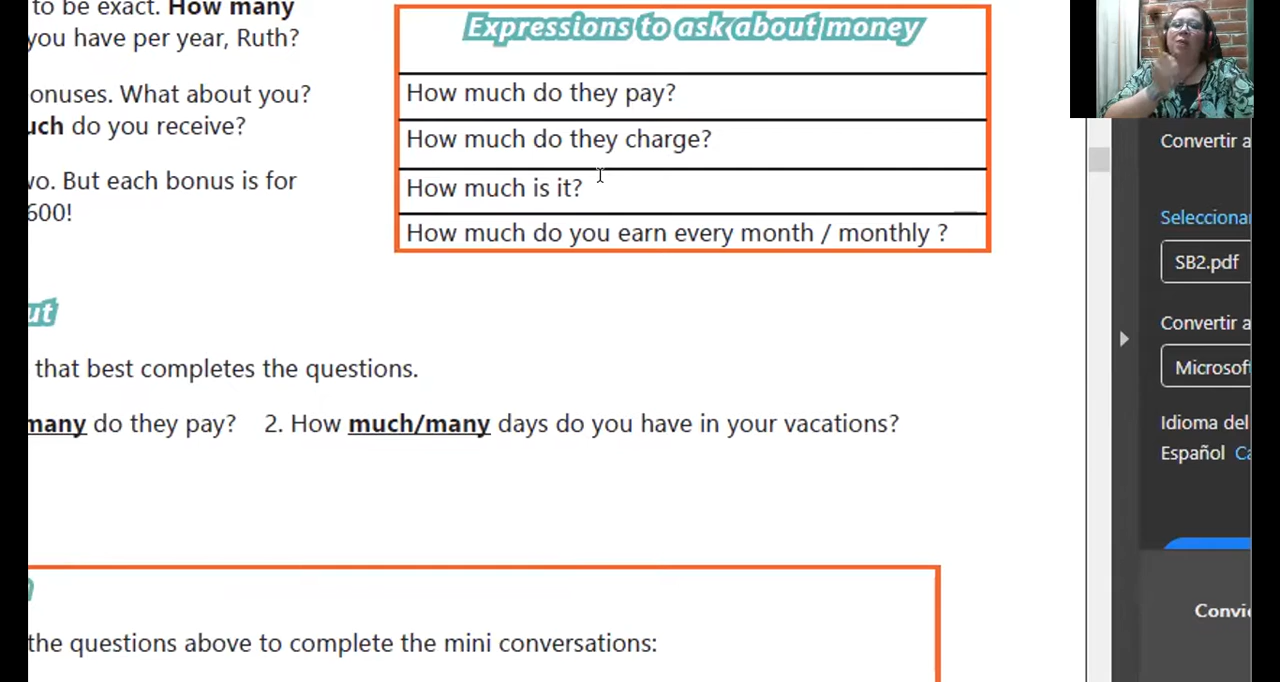 to be exact. How many
you have per year, Ruth?
onuses. What about you?
uch do you receive?
wo. But each bonus is for
600!
Expressions to ask about money
How much do they pay?
How much do they charge?
How much is it?
How much do you earn every month / monthly ?
ut
that best completes the questions.
many do they pay? 2. How much/many days do you have in your vacations?
the questions above to complete the mini conversations:
Convertir a
Seleccionar
SB2.pdf
Convertir a
Microsof
Idioma del
Español Ca
Convie